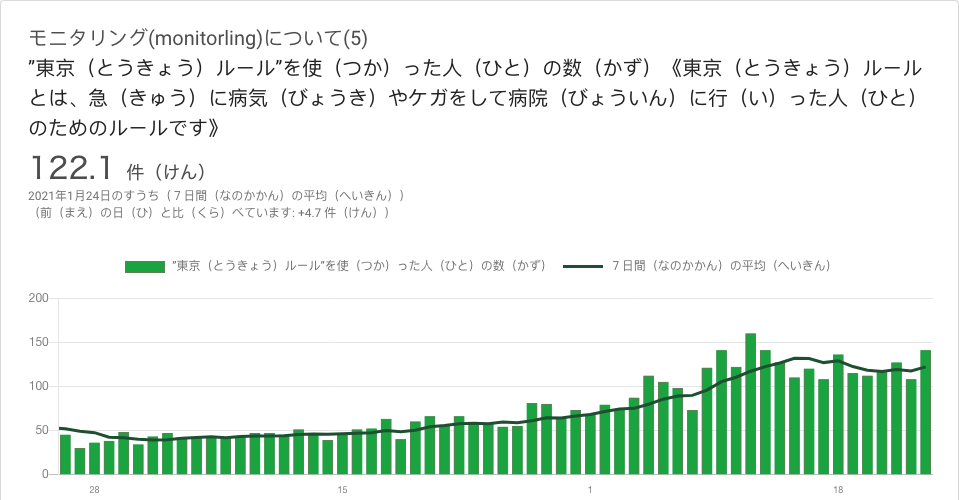 モニタリング(monitorling)について(5)
”東京（とうきょう）ルール”を使（つか）った人（ひと）の数（かず）《東京（とうきょう）ルール
とは、急（きゅう）に病気（びょうき）やケガをして病院（びょういん）に行（い）った人（ひと）
のためのルールです》
122.1 件（けん）
2021年1月24日のすうち（７日間（なのかかん）の平均（へいきん））
（前（まえ）の日（ひ）と比（くら）べています: +4.7 件（けん））
”東京（とうきょう）ルール”を使（つか）った人（ひと）の数（かず） ７日間（なのかかん）の平均（へいきん）
200
150
100
50
0
28 15 1 18